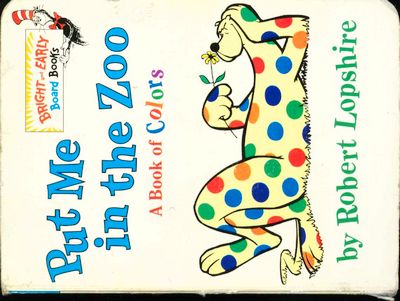 BRIGHT and EARLY
Board Books
Put Me
in the Zoo
A Book of Colors
by Robert Lopshire